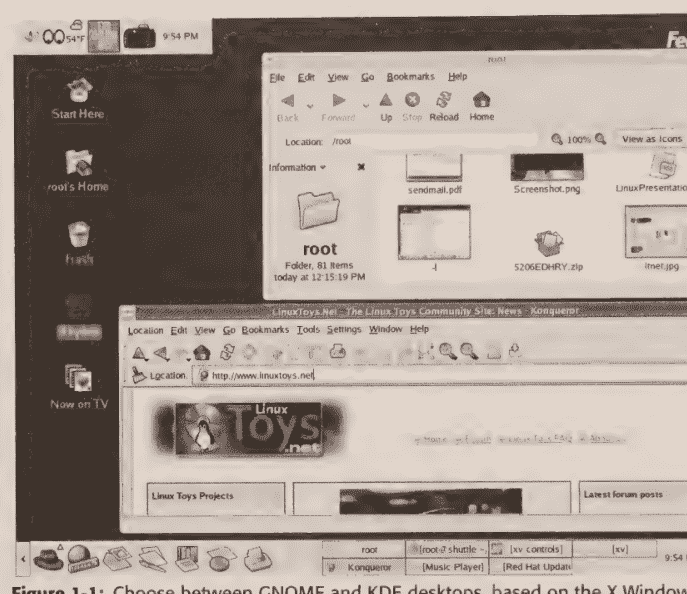 54°F 9:54 PM
Fe
root
File Edit View Go Bookmarks Help
Back Forward Up Stop Reload Home
Location: /root 100% View as Icons
Information
sendmail.pdf Screenshot.png LinuxPresentatio
root
Folder, 81 items
today at 12:15:19 PM
-l 5206EDHRY.zip itnet.jpg
Start Here
root's Home
Trash
Now on TV
LinuxToys.Net - The Linux Toys Community Site: News - Konqueror
Location Edit View Go Bookmarks Tools Settings Window Help
Location: http://www.linuxtoys.net
Linux
Toys
.net
Linux Toys Projects Latest forum posts
root [root@shuttle ~ [xv controls] [xv]
Konqueror [Music Player] [Red Hat Update 9:54
Figure 1-1: Choose between GNOME and KDE desktops, based on the X Window